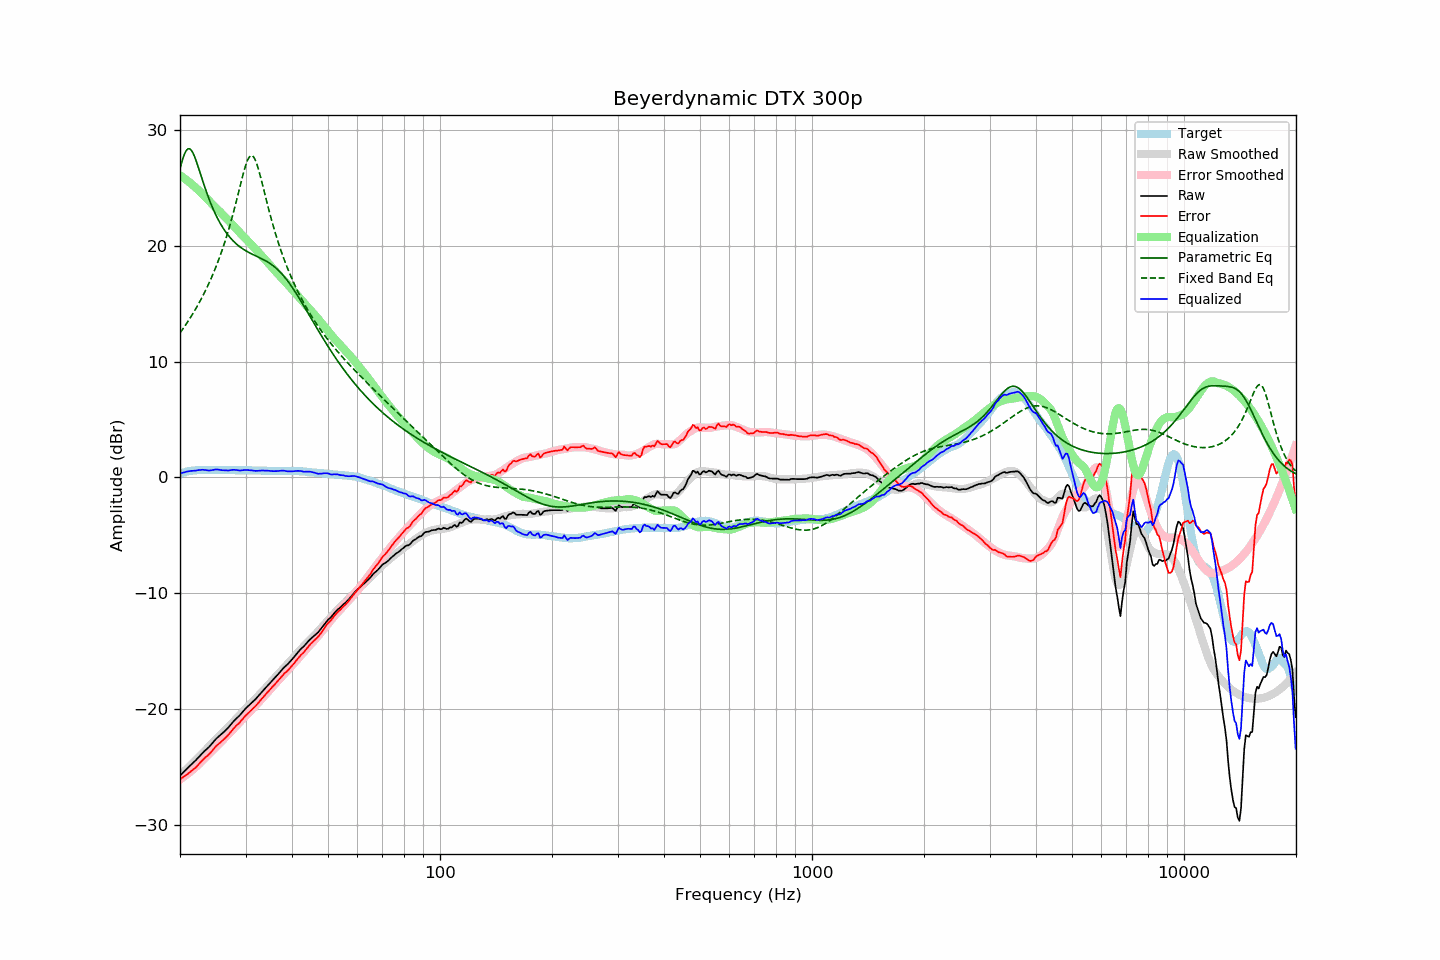 Beyerdynamic DTX 300p
30
20
10
0
−10
−20
−30
Amplitude (dBr)
100
1000
10000
Frequency (Hz)
Target
Raw Smoothed
Error Smoothed
Raw
Error
Equalization
Parametric Eq
Fixed Band Eq
Equalized